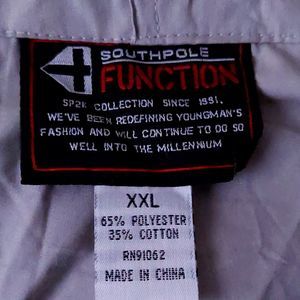 SOUTHPOLE
FUNCTION
SP2K COLLECTION SINCE 1991.
WE'VE BEEN REDEFINING YOUNGMAN'S
FASHION AND WILL CONTINUE TO DO SO
WELL INTO THE MILLENNIUM
XXL
65% POLYESTER
35% COTTON
RN91062
MADE IN CHINA